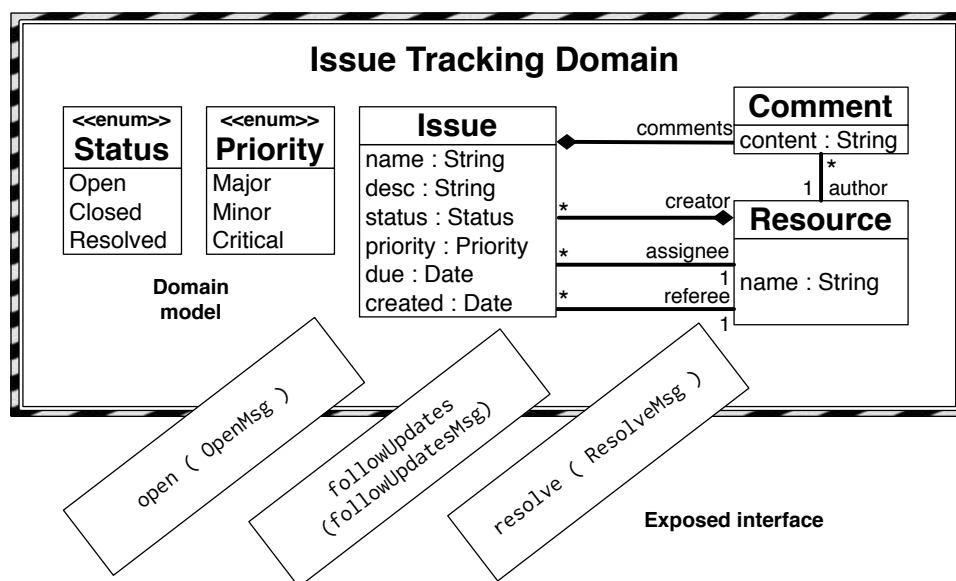 Issue Tracking Domain
<<enum>>
Status
Open
Closed
Resolved
<<enum>>
Priority
Major
Minor
Critical
Issue
name : String
desc : String
status : Status
priority : Priority
due : Date
created : Date
comments
* creator
* assignee
1
* referee
1
Comment
content : String
*
1 author
Resource
name : String
Domain
model
open ( OpenMsg )
followUpdates
(followUpdatesMsg)
resolve ( ResolveMsg )
Exposed interface